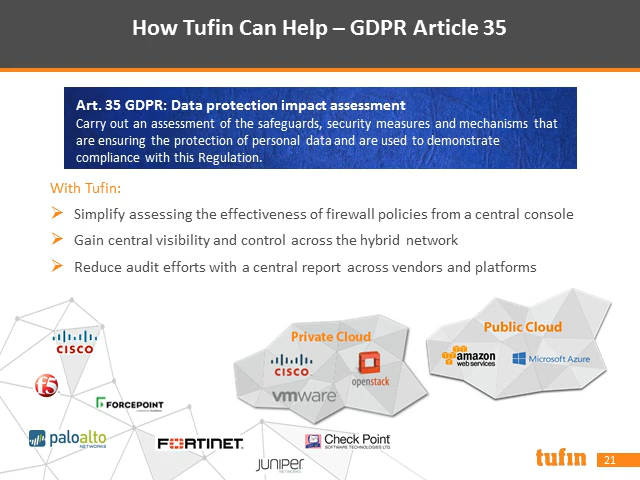 How Tufin Can Help – GDPR Article 35
Art. 35 GDPR: Data protection impact assessment
Carry out an assessment of the safeguards, security measures and mechanisms that
are ensuring the protection of personal data and are used to demonstrate
compliance with this Regulation.
With Tufin:
Simplify assessing the effectiveness of firewall policies from a central console
Gain central visibility and control across the hybrid network
Reduce audit efforts with a central report across vendors and platforms
CISCO
f5
FORCEPOINT
paloalto
NETWORKS
FORTINET
JUNIPER
NETWORKS
Check Point
SOFTWARE TECHNOLOGIES LTD.
Private Cloud
CISCO
openstack
vmware
Public Cloud
amazon
web services
Microsoft Azure
tufin
21